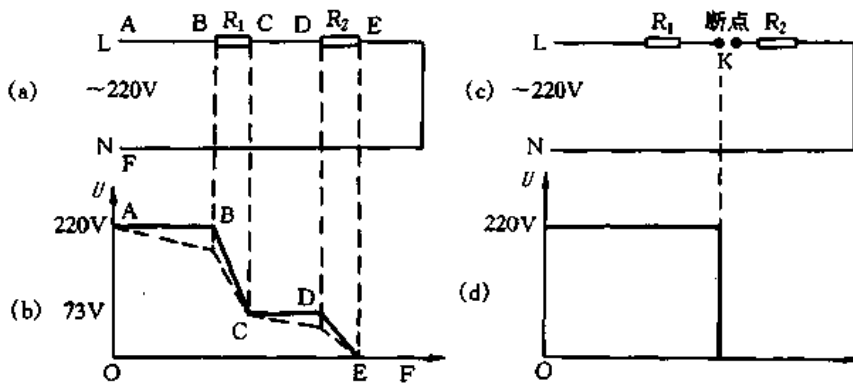 A B R₁ C D R₂ E
L
(a) ~220V
N
F
U
A
220V B
(b)
73V D
C
O E F
R₁ 断点 R₂
L
K
(c) ~220V
N
U
220V
(d)
O